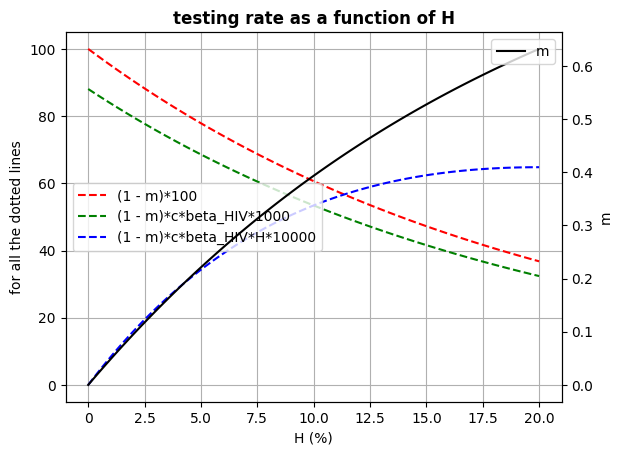 testing rate as a function of H
for all the dotted lines
100
80
60
40
20
0
(1 - m)*100
(1 - m)*c*beta_HIV*1000
(1 - m)*c*beta_HIV*H*10000
m
0.6
0.5
0.4
0.3
0.2
0.1
0.0
m
0 2.5 5.0 7.5 10.0 12.5 15.0 17.5 20.0
H (%)